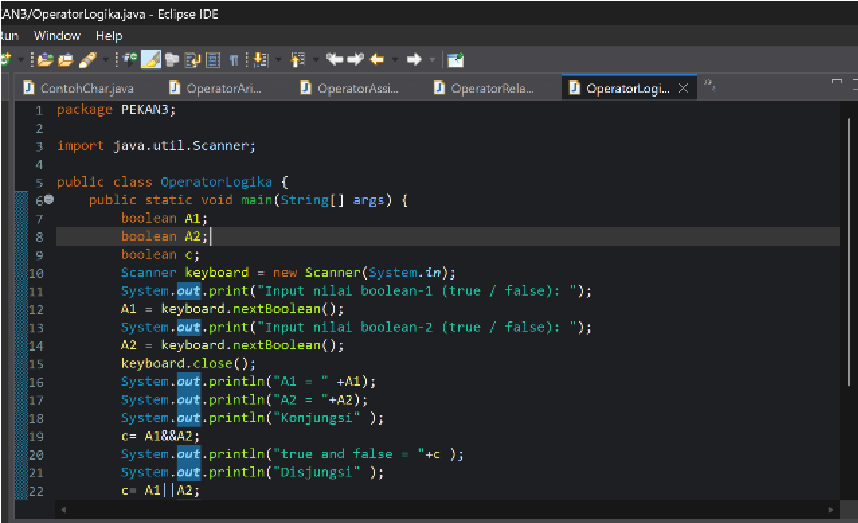 KAN3/OperatorLogika.java - Eclipse IDE
Run Window Help
ContohChar.java OperatorAri... OperatorAssi... OperatorRela... OperatorLogi...
1 package PEKAN3;
2
3 import java.util.Scanner;
4
5 public class OperatorLogika {
6 public static void main(String[] args) {
7 boolean A1;
8 boolean A2;
9 boolean c;
10 Scanner keyboard = new Scanner(System.in);
11 System.out.print("Input nilai boolean-1 (true / false): ");
12 A1 = keyboard.nextBoolean();
13 System.out.print("Input nilai boolean-2 (true / false): ");
14 A2 = keyboard.nextBoolean();
15 keyboard.close();
16 System.out.println("A1 = " +A1);
17 System.out.println("A2 = "+A2);
18 System.out.println("Konjungsi" );
19 c= A1&&A2;
20 System.out.println("true and false = "+c );
21 System.out.println("Disjungsi" );
22 c= A1||A2;